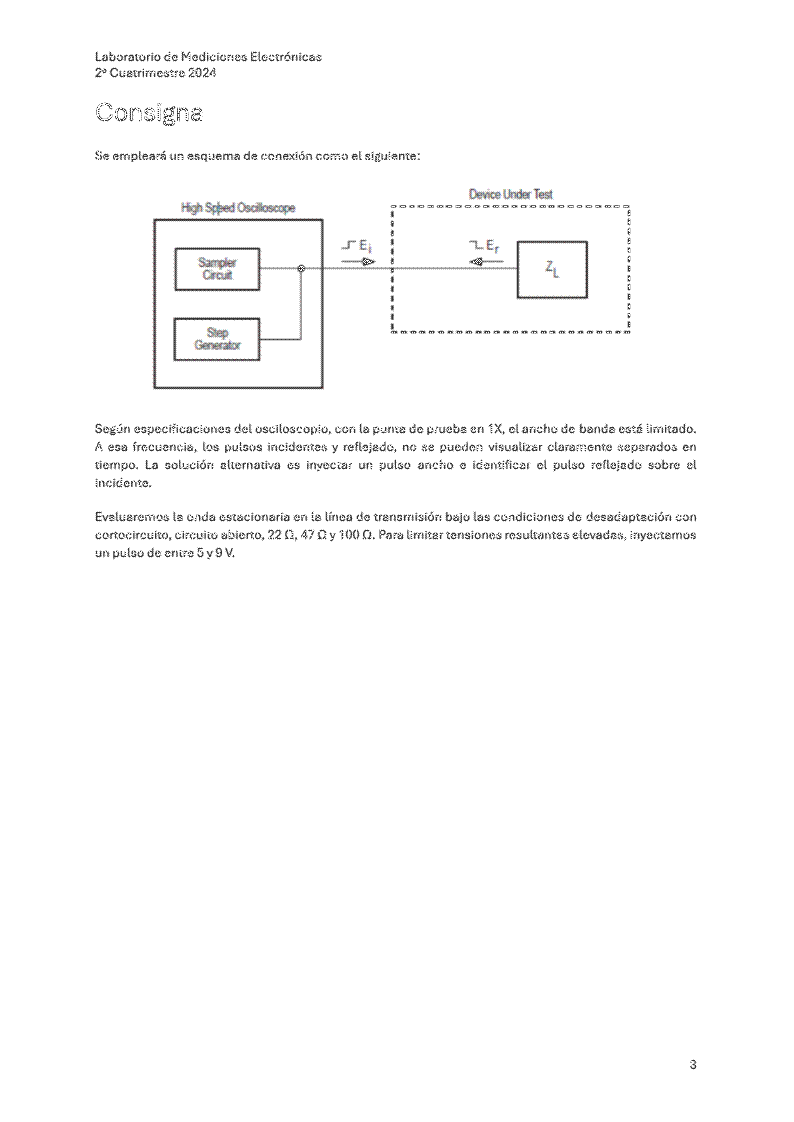 Laboratorio de Mediciones Electrónicas
2º Cuatrimestre 2024
Consigna
Se empleará un esquema de conexión como el siguiente:
Device Under Test
High Speed Oscilloscope
Sampler
Circuit
E i
E r
Z L
Step
Generator
Según especificaciones del osciloscopio, con la punta de prueba en 1X, el ancho de banda está limitado.
A esa frecuencia, los pulsos incidentes y reflejado, no se pueden visualizar claramente separados en
tiempo. La solución alternativa es inyectar un pulso ancho e identificar el pulso reflejado sobre el
incidente.
Evaluaremos la onda estacionaria en la línea de transmisión bajo las condiciones de desadaptación con
cortocircuito, circuito abierto, 22 Ω, 47 Ω y 100 Ω. Para limitar tensiones resultantes elevadas, inyectamos
un pulso de entre 5 y 9 V.
3